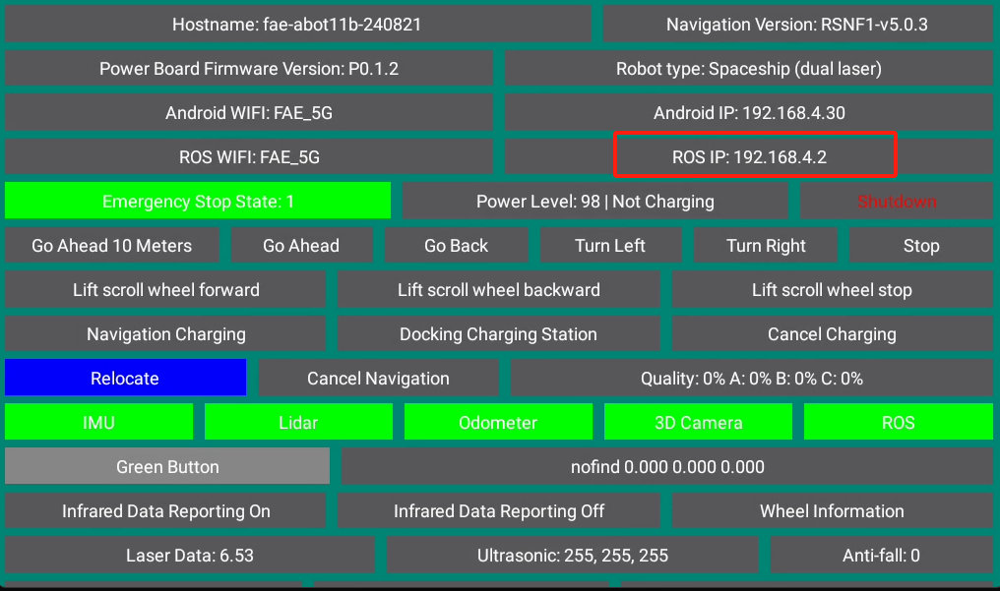 Hostname: fae-abot11b-240821
Navigation Version: RSNF1-v5.0.3
Power Board Firmware Version: P0.1.2
Robot type: Spaceship (dual laser)
Android WIFI: FAE_5G
Android IP: 192.168.4.30
ROS WIFI: FAE_5G
ROS IP: 192.168.4.2
Emergency Stop State: 1
Power Level: 98 | Not Charging
Shutdown
Go Ahead 10 Meters
Go Ahead
Go Back
Turn Left
Turn Right
Stop
Lift scroll wheel forward
Lift scroll wheel backward
Lift scroll wheel stop
Navigation Charging
Docking Charging Station
Cancel Charging
Relocate
Cancel Navigation
Quality: 0% A: 0% B: 0% C: 0%
IMU
Lidar
Odometer
3D Camera
ROS
Green Button
nofind 0.000 0.000 0.000
Infrared Data Reporting On
Infrared Data Reporting Off
Wheel Information
Laser Data: 6.53
Ultrasonic: 255, 255, 255
Anti-fall: 0